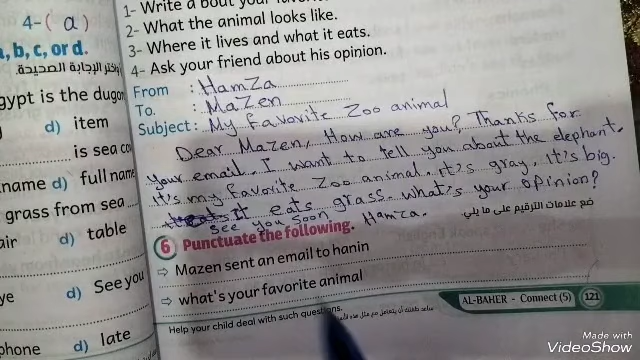 1- Write a bout your favori
2- What the animal looks like.
3- Where it lives and what it eats.
4- Ask your friend about his opinion.
From : Hamza
To. : Mazen
Subject: My favorite Zoo animal
Dear Mazen, How are you? Thanks for
your email. I want to tell you about the elephant.
It's my favorite Zoo animal. it's gray. It's big.
It eats grass. what's your opinion?
see you soon
Hamza.
ضع علامات الترقيم على ما يلي
6 Punctuate the following.
⇨ Mazen sent an email to hanin
⇨ what's your favorite animal
Help your child deal with such questions.
AL-BAHER - Connect (5) 121
4-( a )
a, b, c, or d.
اختر الإجابة الصحيحة.
gypt is the dugon
d) item
is sea co
name d) full name
grass from sea
air d) table
ye d) See you
phone d) late
Made with
VideoShow